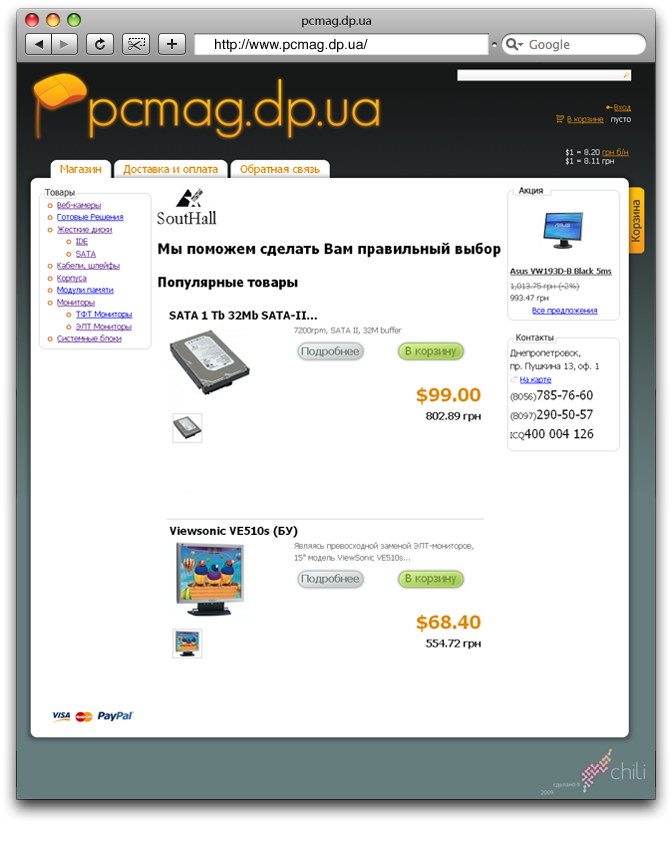 pcmag.dp.ua
http://www.pcmag.dp.ua/
Google
pcmag.dp.ua
Вход
В корзине пусто
$1 = 8.20 грн б/н
$1 = 8.11 грн
Магазин
Доставка и оплата
Обратная связь
Корзина
Товары
Веб-камеры
Готовые Решения
Жесткие диски
IDE
SATA
Кабели, шлейфы
Корпуса
Модули памяти
Мониторы
ТФТ Мониторы
ЭЛТ Мониторы
Системные блоки
SoutHall
Мы поможем сделать Вам правильный выбор
Популярные товары
SATA 1 Tb 32Mb SATA-II...
7200rpm, SATA II, 32M buffer
Подробнее
В корзину
$99.00
802.89 грн
Viewsonic VE510s (БУ)
Являясь превосходной заменой ЭЛТ-мониторов,
15" модель ViewSonic VE510s...
Подробнее
В корзину
$68.40
554.72 грн
Акция
Asus VW193D-B Black 5ms
1,013.75 грн (-2%)
993.47 грн
Все предложения
Контакты
Днепропетровск,
пр. Пушкина 13, оф. 1
На карте
(8056)785-76-60
(8097)290-50-57
ICQ400 004 126
VISA MasterCard PayPal
сделано в
2009
chili